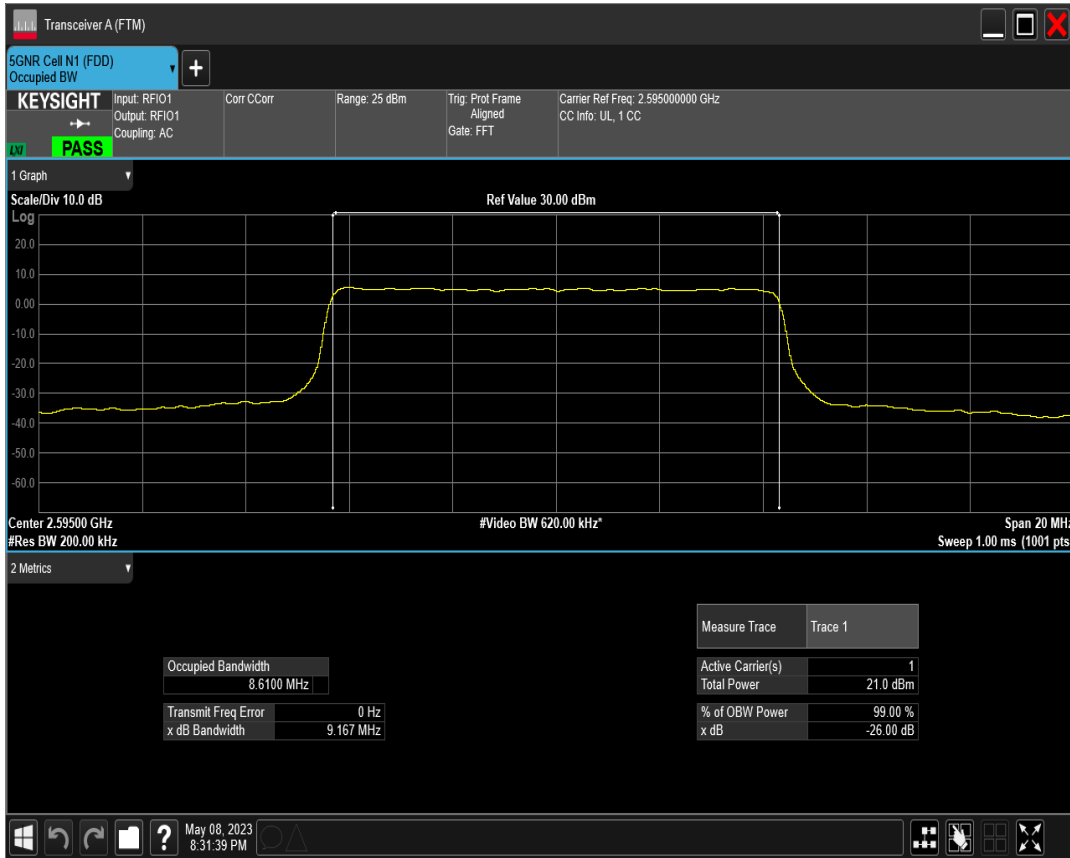 Transceiver A (FTM)
5GNR Cell N1 (FDD)
Occupied BW
+
KEYSIGHT
LXI
PASS
Input: RFIO1
Output: RFIO1
Coupling: AC
Corr CCorr
Range: 25 dBm
Trig: Prot Frame
Aligned
Gate: FFT
Carrier Ref Freq: 2.595000000 GHz
CC Info: UL, 1 CC
1 Graph
Scale/Div 10.0 dB
Ref Value 30.00 dBm
Log
20.0
10.0
0.00
-10.0
-20.0
-30.0
-40.0
-50.0
-60.0
Center 2.59500 GHz
#Video BW 620.00 kHz*
Span 20 MHz
#Res BW 200.00 kHz
Sweep 1.00 ms (1001 pts
2 Metrics
Measure Trace Trace 1
Occupied Bandwidth
8.6100 MHz
Active Carrier(s) 1
Total Power 21.0 dBm
Transmit Freq Error 0 Hz
x dB Bandwidth 9.167 MHz
% of OBW Power 99.00 %
x dB -26.00 dB
?
May 08, 2023
8:31:39 PM